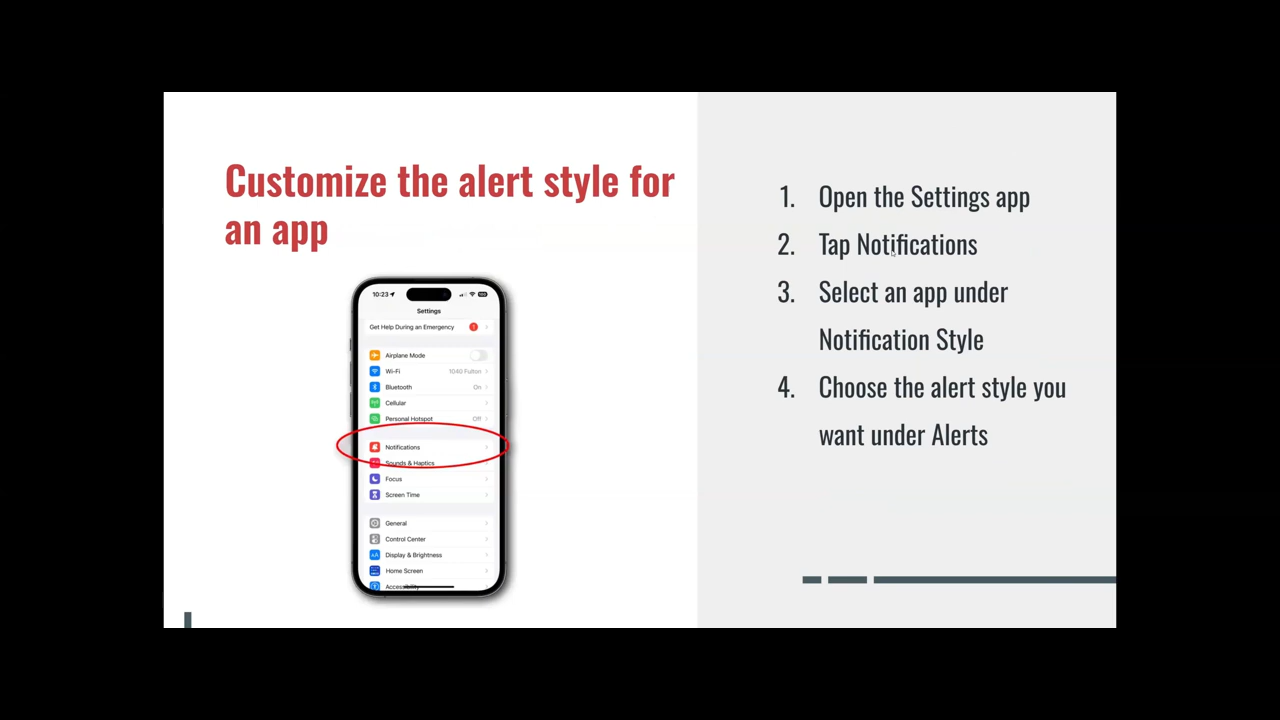 Customize the alert style for
an app
10:23
Settings
Get Help During an Emergency
Airplane Mode
Wi-Fi 1040 Fulton
Bluetooth On
Cellular
Personal Hotspot Off
Notifications
Sounds & Haptics
Focus
Screen Time
General
Control Center
Display & Brightness
Home Screen
Accessibility
1. Open the Settings app
2. Tap Notifications
3. Select an app under
Notification Style
4. Choose the alert style you
want under Alerts